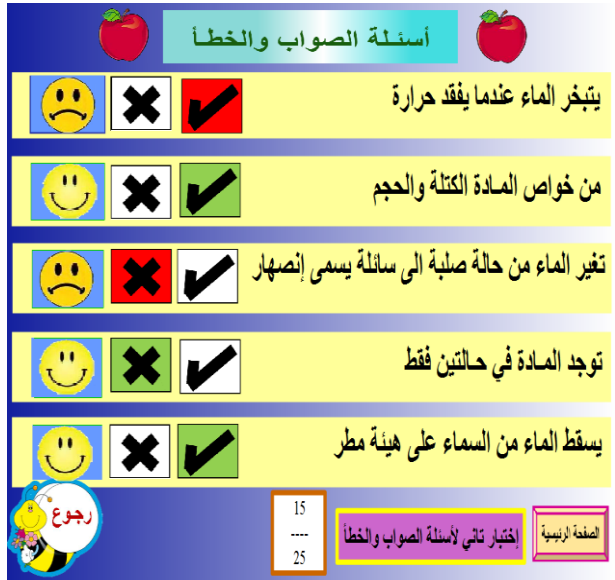 أسئلة الصواب والخطأ
يتبخر الماء عندما يفقد حرارة
من خواص المادة الكتلة والحجم
تغير الماء من حالة صلبة الى سائلة يسمى إنصهار
توجد المادة في حالتين فقط
يسقط الماء من السماء على هيئة مطر
الصفحة الرئيسية
إختبار تاني لأسئلة الصواب والخطأ
15
----
25
رجوع